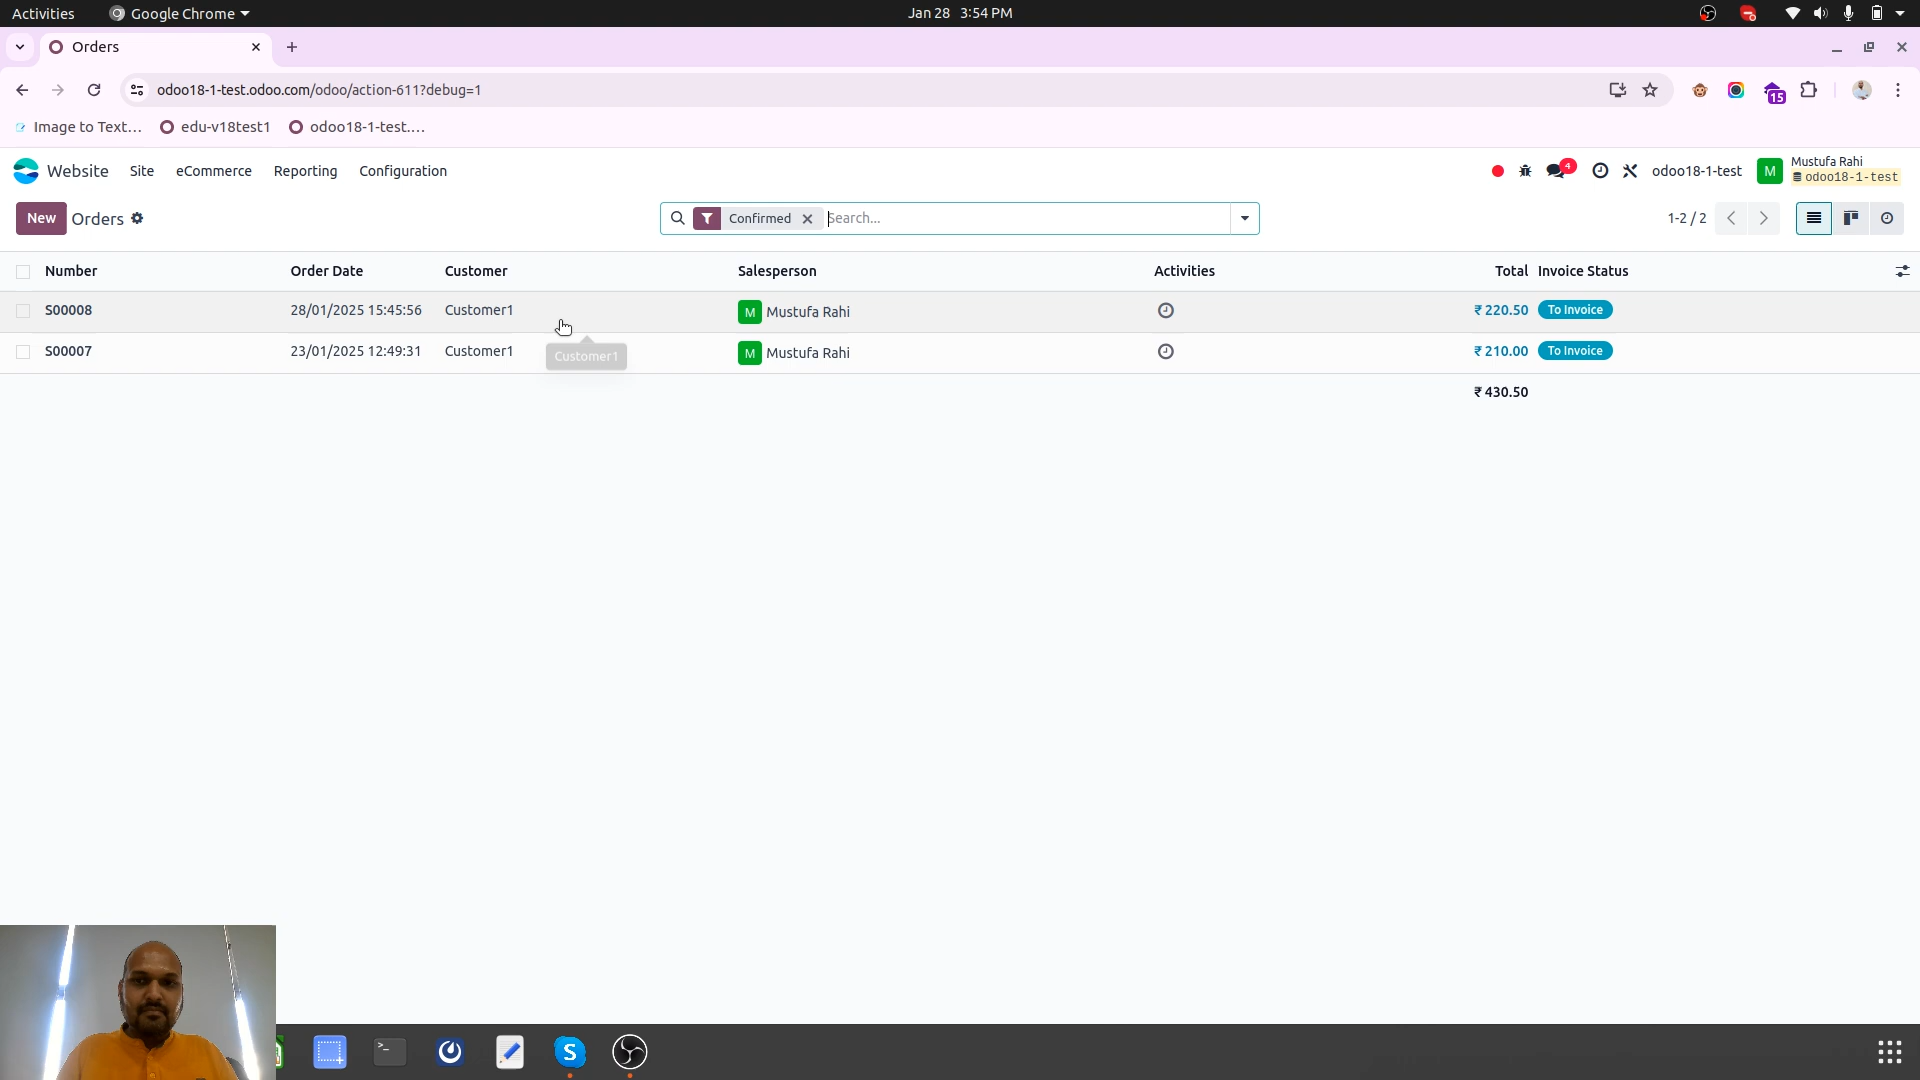 Activities Google Chrome Jan 28 3:54 PM
Orders
odoo18-1-test.odoo.com/odoo/action-611?debug=1 15
Image to Text... edu-v18test1 odoo18-1-test....
Website Site eCommerce Reporting Configuration 4 odoo18-1-test M Mustufa Rahi
odoo18-1-test
New Orders Confirmed Search... 1-2 / 2
Number Order Date Customer Salesperson Activities Total Invoice Status
S00008 28/01/2025 15:45:56 Customer1 M Mustufa Rahi ₹ 220.50 To Invoice
S00007 23/01/2025 12:49:31 Customer1 M Mustufa Rahi ₹ 210.00 To Invoice
Customer1
₹ 430.50